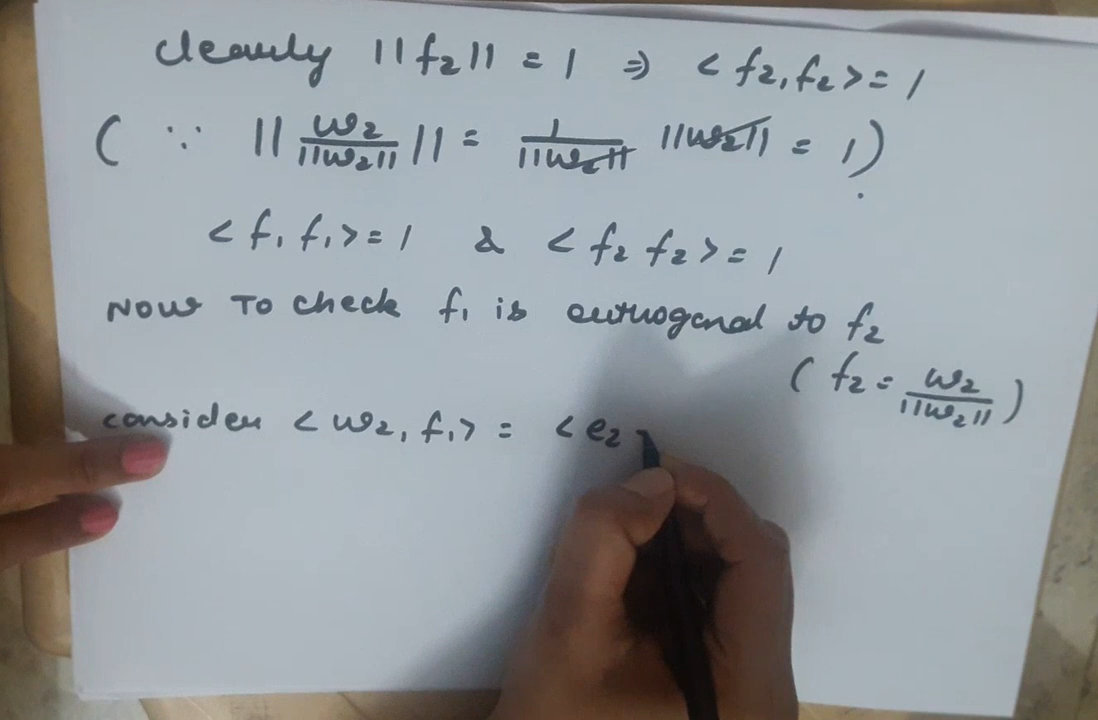 clearly ||f₂|| = 1 ⇒ < f₂, f₂ > = 1
( ∵ || w₂/||w₂|| || = 1/||w₂|| ||w₂|| = 1 ) .
< f₁ f₁ > = 1 & < f₂ f₂ > = 1
Now To check f₁ is orthogonal to f₂
( f₂ = w₂/||w₂|| )
consider < w₂, f₁ > = < e₂ -